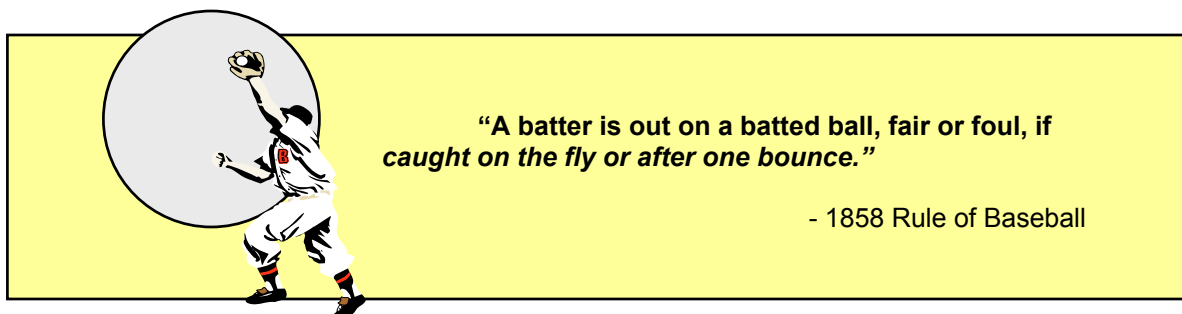 “A batter is out on a batted ball, fair or foul, if
caught on the fly or after one bounce.”
- 1858 Rule of Baseball
B